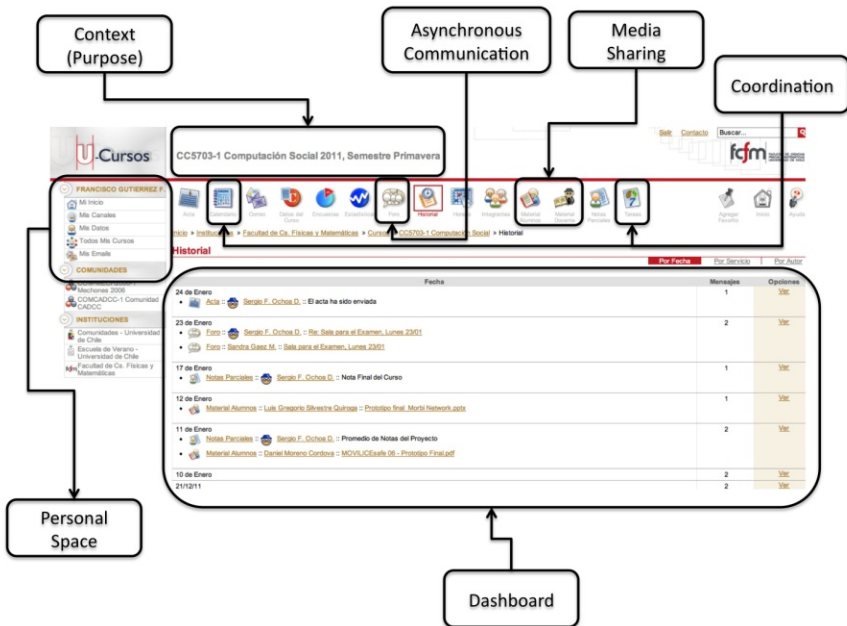 Context
(Purpose)
Asynchronous
Communication
Media
Sharing
Coordination
U-Cursos
CC5703-1 Computación Social 2011, Semestre Primavera
Salir Contacto Buscar...
fcfm
FRANCISCO GUTIERREZ F.
Mi Inicio
Mis Canales
Mis Datos
Todos Mis Cursos
Mis Emails
COMUNIDADES
Mechones 2008
COMCADCC-1 Comunidad
CADCC
INSTITUCIONES
Comunidades - Universidad
de Chile
Escuela de Verano -
Universidad de Chile
Facultad de Cs. Físicas y
Matemáticas
Acta Calendario Correo Datos del Curso Encuestas Estadísticas Foro Historial Horario Integrantes Material Alumnos Material Docente Notas Parciales Tareas Agregar Favorito Inicio Ayuda
Inicio » Instituciones » Facultad de Cs. Físicas y Matemáticas » Cursos » CC5703-1 Computación Social » Historial
Historial
Por Fecha Por Servicio Por Autor
Fecha Mensajes Opciones
24 de Enero 1 Ver
• Acta :: Sergio F. Ochoa D. :: El acta ha sido enviada
23 de Enero 2 Ver
• Foro :: Sergio F. Ochoa D. :: Re: Sala para el Examen, Lunes 23/01
• Foro :: Sandra Gaez M. :: Sala para el Examen, Lunes 23/01
17 de Enero 1 Ver
• Notas Parciales :: Sergio F. Ochoa D. :: Nota Final del Curso
12 de Enero 1 Ver
• Material Alumnos :: Luis Gregorio Silvestre Quiroga :: Prototipo final_Morbi Network.pptx
11 de Enero 2 Ver
• Notas Parciales :: Sergio F. Ochoa D. :: Promedio de Notas del Proyecto
• Material Alumnos :: Daniel Moreno Cordova :: MOVIL/CEsafe 06 - Prototipo Final.pdf
10 de Enero 2 Ver
21/12/11 2 Ver
Personal
Space
Dashboard